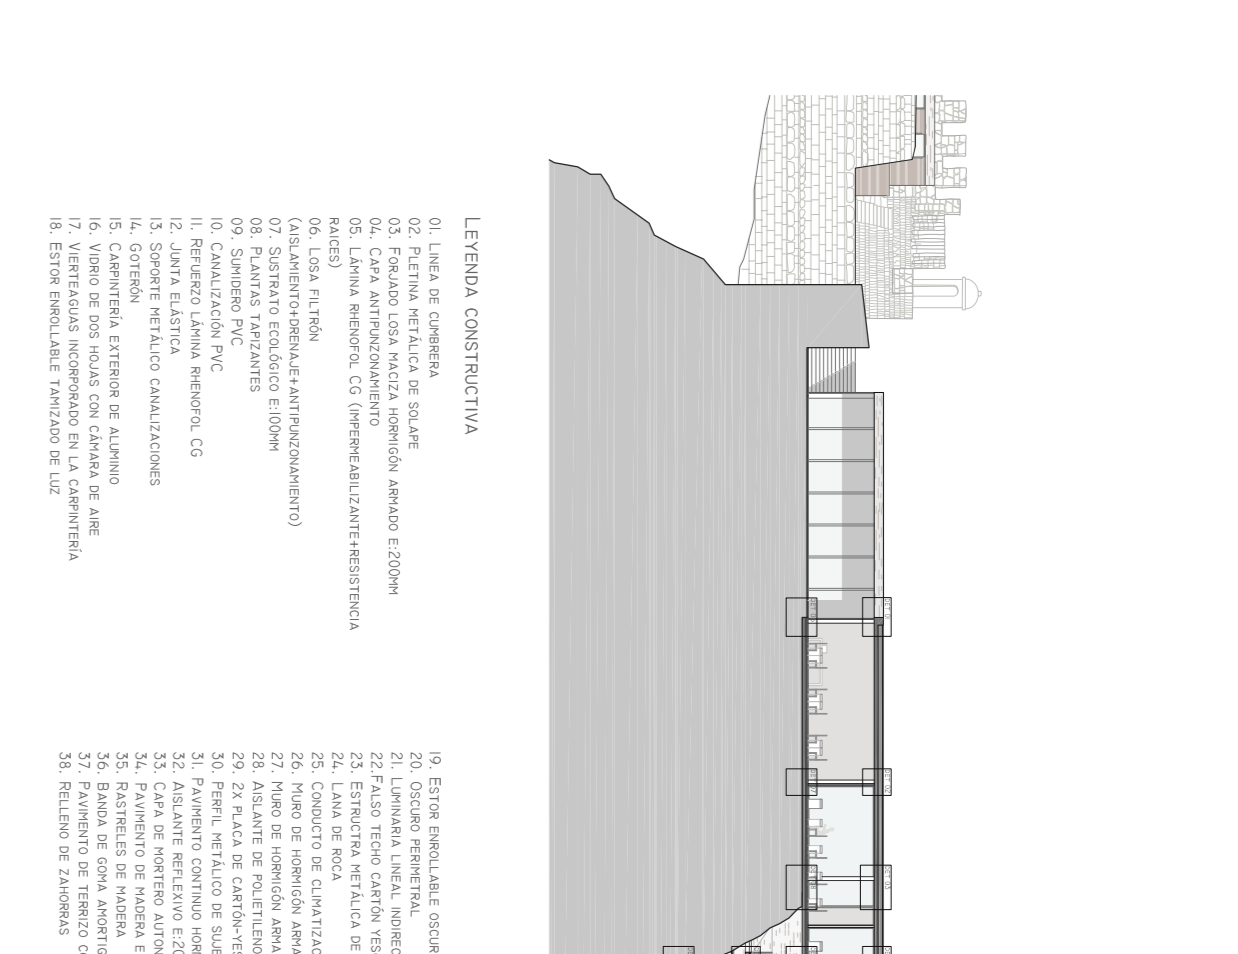 LEYENDA CONSTRUCTIVA
01. LINEA DE CUMBRERA
02. PLETINA METÁLICA DE SOLAPE
03. FORJADO LOSA MACIZA HORMIGÓN ARMADO E:200MM
04. CAPA ANTIPUNZONAMIENTO
05. LÁMINA RHENOFOL CG (IMPERMEABILIZANTE+RESISTENCIA
RAICES)
06. LOSA FILTRÓN
(AISLAMIENTO+DRENAJE+ANTIPUNZONAMIENTO)
07. SUSTRATO ECOLÓGICO E:100MM
08. PLANTAS TAPIZANTES
09. SUMIDERO PVC
10. CANALIZACIÓN PVC
11. REFUERZO LÁMINA RHENOFOL CG
12. JUNTA ELÁSTICA
13. SOPORTE METÁLICO CANALIZACIONES
14. GOTERÓN
15. CARPINTERÍA EXTERIOR DE ALUMINIO
16. VIDRIO DE DOS HOJAS CON CÁMARA DE AIRE
17. VIERTEAGUAS INCORPORADO EN LA CARPINTERÍA
18. ESTOR ENROLLABLE TAMIZADO DE LUZ
19. ESTOR ENROLLABLE OSCUR
20. OSCURO PERIMETRAL
21. LUMINARIA LINEAL INDIREC
22.FALSO TECHO CARTÓN YES
23. ESTRUCTRA METÁLICA DE
24. LANA DE ROCA
25. CONDUCTO DE CLIMATIZAC
26. MURO DE HORMIGÓN ARMA
27. MURO DE HORMIGÓN ARMA
28. AISLANTE DE POLIETILENO
29. 2X PLACA DE CARTÓN-YES
30. PERFIL METÁLICO DE SUJE
31. PAVIMENTO CONTINUO HOR
32. AISLANTE REFLEXIVO E:20
33. CAPA DE MORTERO AUTON
34. PAVIMENTO DE MADERA E
35. RASTRELES DE MADERA
36. BANDA DE GOMA AMORTIG
37. PAVIMENTO DE TERRIZO C
38. RELLENO DE ZAHORRAS
DET 01
DET 02
DET 03